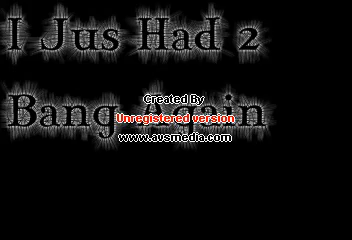 I Jus Had 2
Bang Again
Created By
Unregistered version
www.avsmedia.com